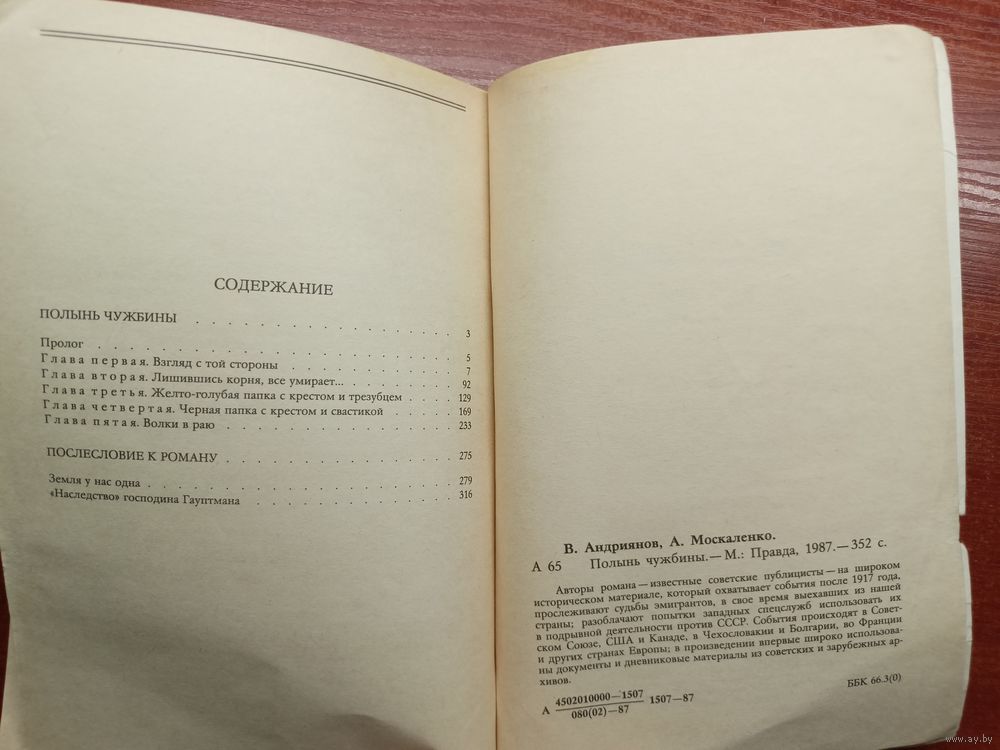 СОДЕРЖАНИЕ
ПОЛЫНЬ ЧУЖБИНЫ . . . . . . . . . . . . . . . 3
Пролог . . . . . . . . . . . . . . . . . . . 5
Глава первая. Взгляд с той стороны . . . . . . . . 7
Глава вторая. Лишившись корня, все умирает... . . . . . 92
Глава третья. Желто-голубая папка с крестом и трезубцем . . . . 129
Глава четвертая. Черная папка с крестом и свастикой . . . . 169
Глава пятая. Волки в раю . . . . . . . . . . . . 233
ПОСЛЕСЛОВИЕ К РОМАНУ . . . . . . . . . . . . 275
Земля у нас одна . . . . . . . . . . . . . . . 279
«Наследство» господина Гауптмана . . . . . . . . . 316
В. Андриянов, А. Москаленко.
А 65 Полынь чужбины.—М.: Правда, 1987.—352 с.
Авторы романа—известные советские публицисты—на широком
историческом материале, который охватывает события после 1917 года,
прослеживают судьбы эмигрантов, в свое время выехавших из нашей
страны; разоблачают попытки западных спецслужб использовать их
в подрывной деятельности против СССР. События происходят в Совет-
ском Союзе, США и Канаде, в Чехословакии и Болгарии, во Франции
и других странах Европы; в произведении впервые широко использова-
ны документы и дневниковые материалы из советских и зарубежных ар-
хивов.
А 4502010000—1507 1507—87
080(02)—87
ББК 66.3(0)
www.ay.by